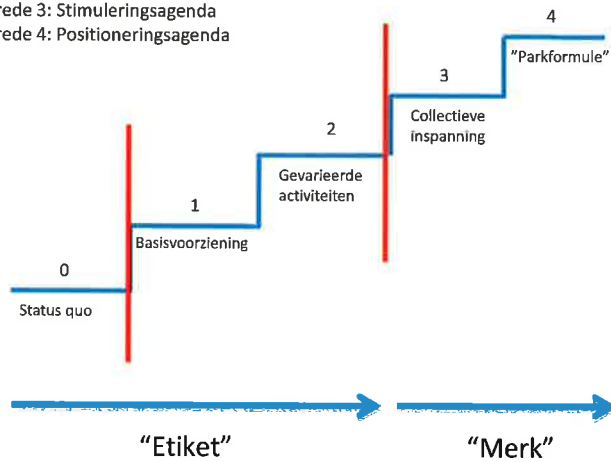 rede 3: Stimuleringsagenda
rede 4: Positioneringsagenda
4
"Parkformule"
3
Collectieve
inspanning
2
Gevarieerde
activiteiten
1
Basisvoorziening
0
Status quo
"Etiket"
"Merk"